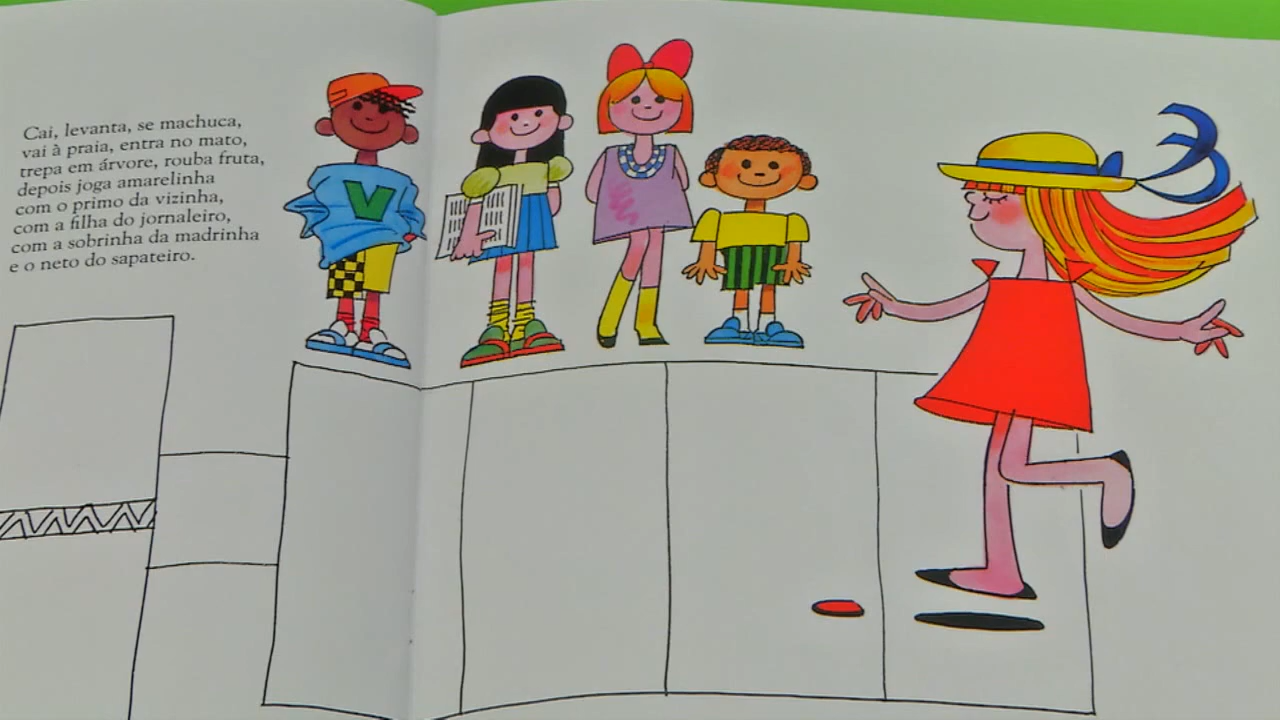 Cai, levanta, se machuca,
vai à praia, entra no mato,
trepa em árvore, rouba fruta,
depois joga amarelinha
com o primo da vizinha,
com a filha do jornaleiro,
com a sobrinha da madrinha
e o neto do sapateiro.
V